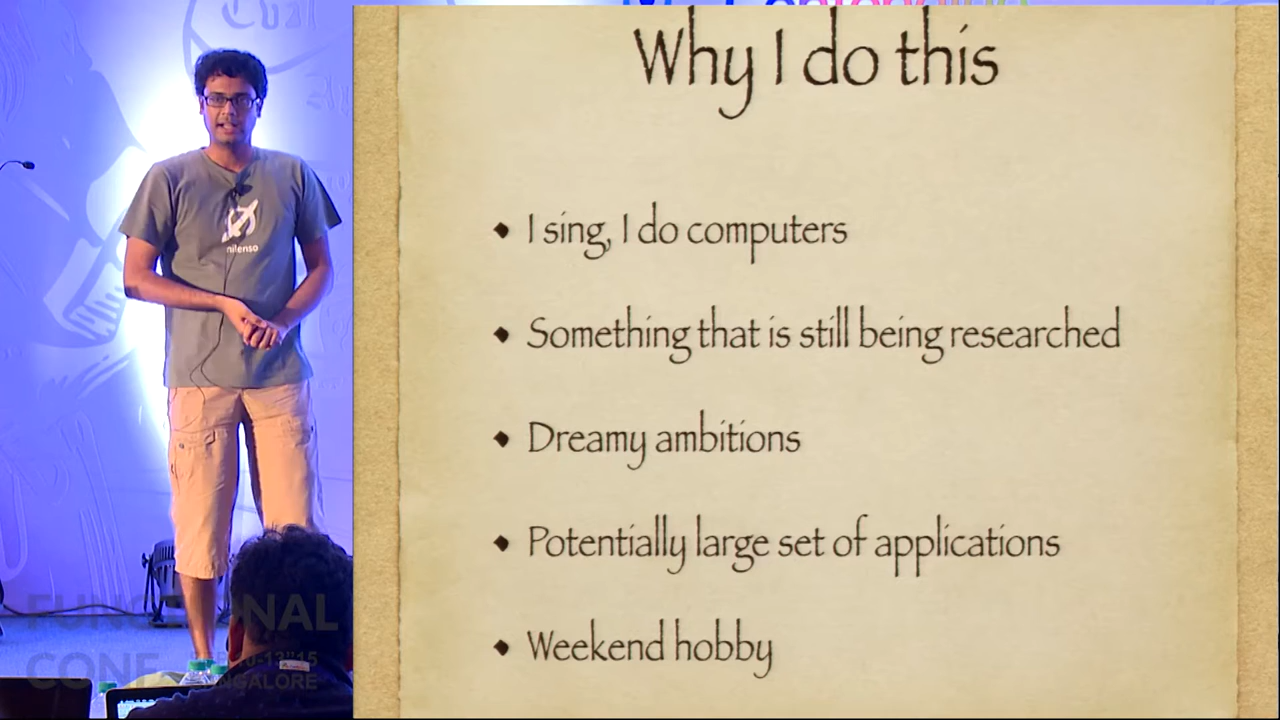 Why I do this
• I sing, I do computers
• Something that is still being researched
• Dreamy ambitions
• Potentially large set of applications
• Weekend hobby
nilenso